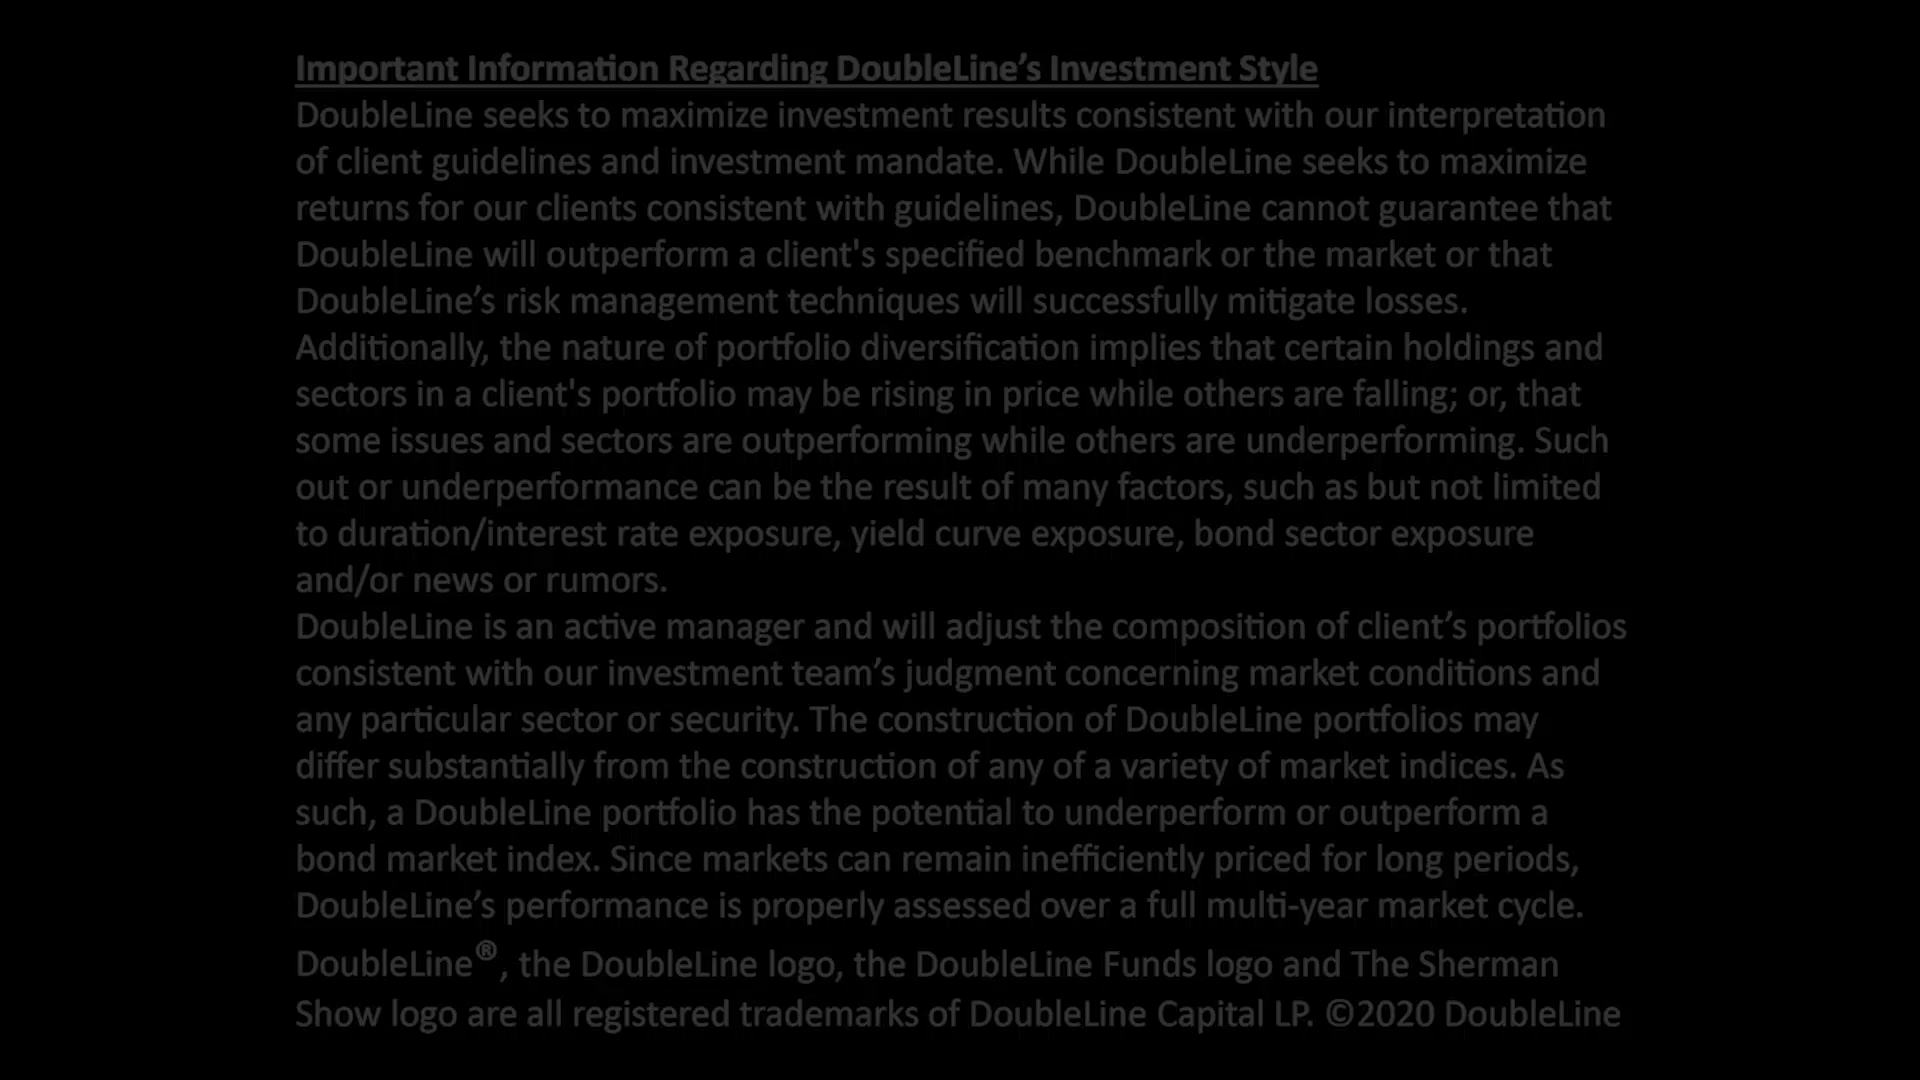 Important Information Regarding DoubleLine’s Investment Style
DoubleLine seeks to maximize investment results consistent with our interpretation
of client guidelines and investment mandate. While DoubleLine seeks to maximize
returns for our clients consistent with guidelines, DoubleLine cannot guarantee that
DoubleLine will outperform a client's specified benchmark or the market or that
DoubleLine’s risk management techniques will successfully mitigate losses.
Additionally, the nature of portfolio diversification implies that certain holdings and
sectors in a client's portfolio may be rising in price while others are falling; or, that
some issues and sectors are outperforming while others are underperforming. Such
out or underperformance can be the result of many factors, such as but not limited
to duration/interest rate exposure, yield curve exposure, bond sector exposure
and/or news or rumors.
DoubleLine is an active manager and will adjust the composition of client’s portfolios
consistent with our investment team’s judgment concerning market conditions and
any particular sector or security. The construction of DoubleLine portfolios may
differ substantially from the construction of any of a variety of market indices. As
such, a DoubleLine portfolio has the potential to underperform or outperform a
bond market index. Since markets can remain inefficiently priced for long periods,
DoubleLine’s performance is properly assessed over a full multi-year market cycle.
DoubleLine®, the DoubleLine logo, the DoubleLine Funds logo and The Sherman
Show logo are all registered trademarks of DoubleLine Capital LP. ©2020 DoubleLine